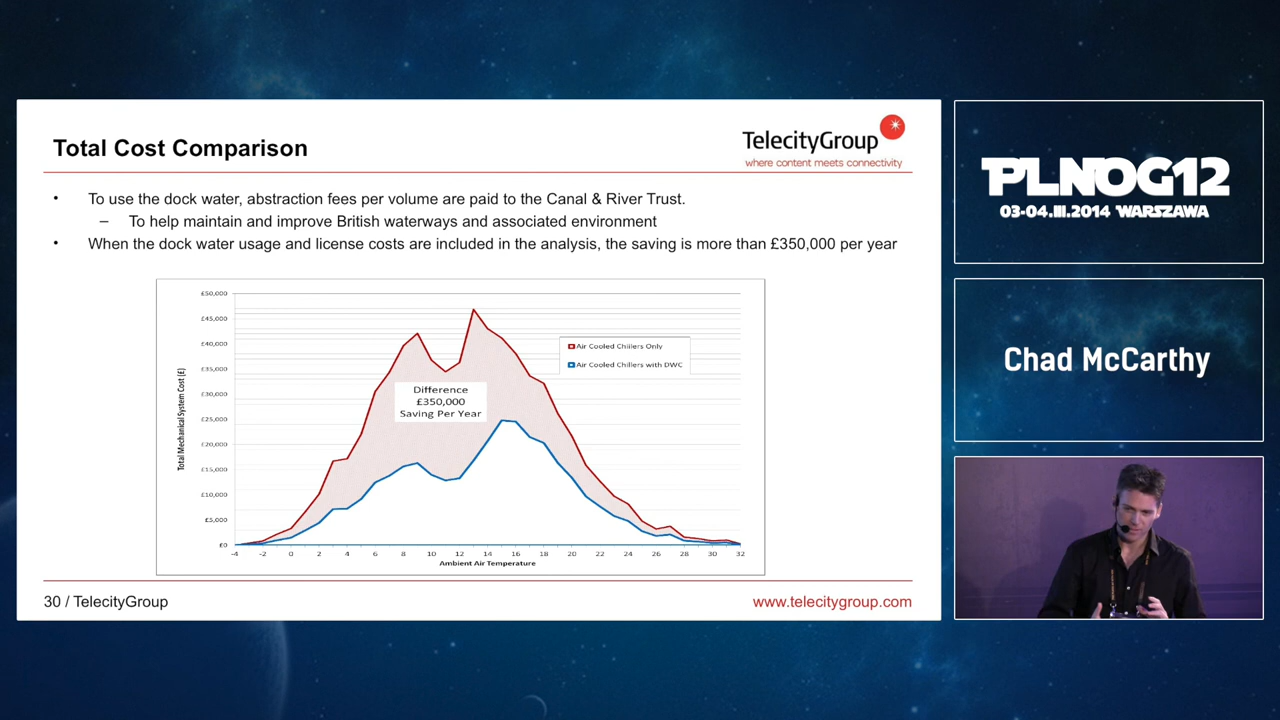 Total Cost Comparison
TelecityGroup
where content meets connectivity
• To use the dock water, abstraction fees per volume are paid to the Canal & River Trust.
– To help maintain and improve British waterways and associated environment
• When the dock water usage and license costs are included in the analysis, the saving is more than £350,000 per year
£50,000
£45,000
£40,000
£35,000
£30,000
£25,000
£20,000
£15,000
£10,000
£5,000
£0
Total Mechanical System Cost (£)
Air Cooled Chillers Only
Air Cooled Chillers with DWC
Difference
£350,000
Saving Per Year
-4 -2 0 2 4 6 8 10 12 14 16 18 20 22 24 26 28 30 32
Ambient Air Temperature
30 / TelecityGroup
www.telecitygroup.com
PLNOG12
03-04.III.2014 WARSZAWA
Chad McCarthy